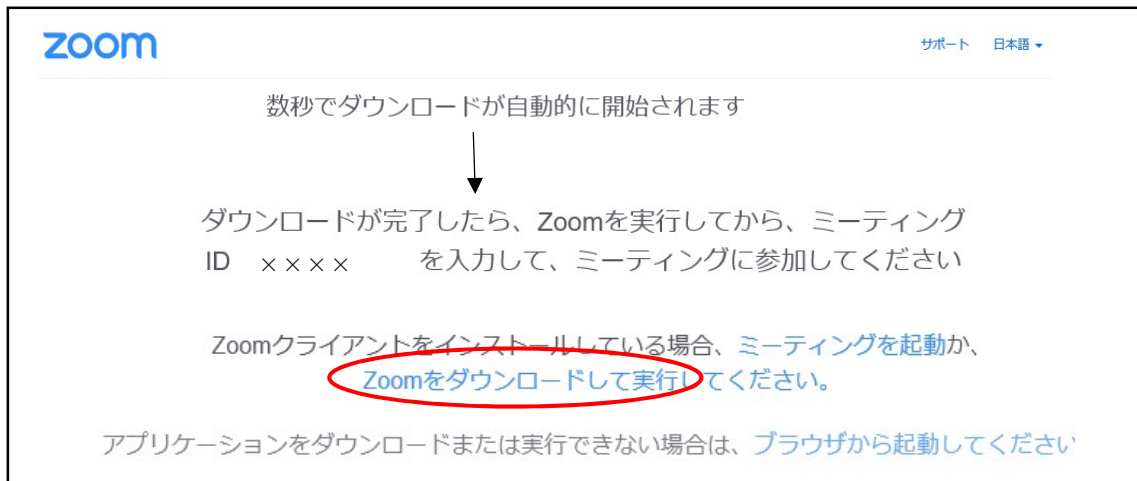 zoom
サポート 日本語
数秒でダウンロードが自動的に開始されます
ダウンロードが完了したら、Zoomを実行してから、ミーティング
ID ×××× を入力して、ミーティングに参加してください
Zoomクライアントをインストールしている場合、ミーティングを起動か、
Zoomをダウンロードして実行してください。
アプリケーションをダウンロードまたは実行できない場合は、ブラウザから起動してください